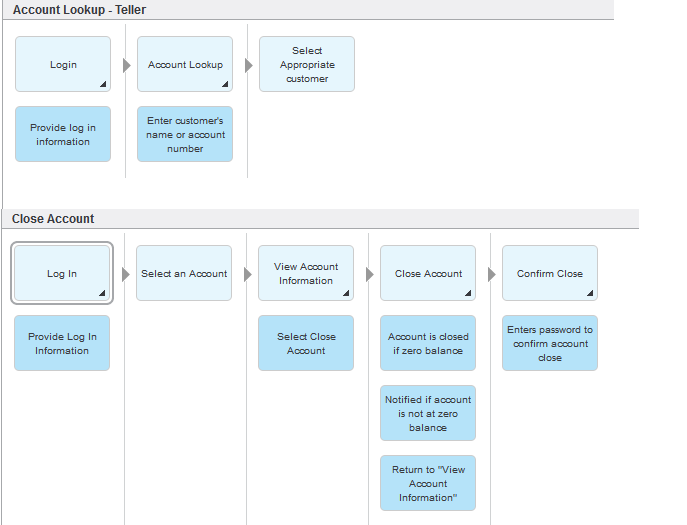 Account Lookup - Teller
Login
Account Lookup
Select
Appropriate
customer
Provide log in
information
Enter customer's
name or account
number
Close Account
Log In
Select an Account
View Account
Information
Close Account
Confirm Close
Provide Log In
Information
Select Close
Account
Account is closed
if zero balance
Enters password to
confirm account
close
Notified if account
is not at zero
balance
Return to "View
Account
Information"